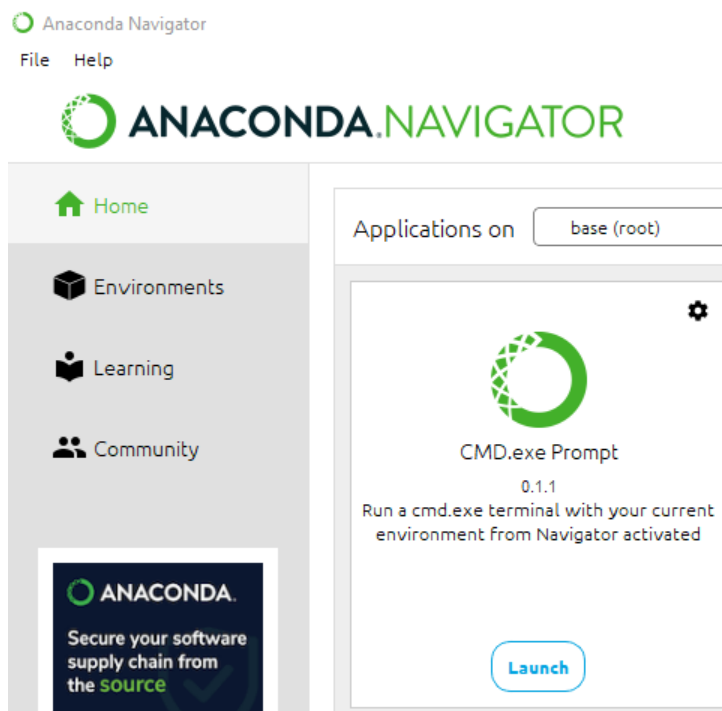 Anaconda Navigator
File Help
ANACONDA.NAVIGATOR
Home
Environments
Learning
Community
ANACONDA.
Secure your software
supply chain from
the source
Applications on base (root)
CMD.exe Prompt
0.1.1
Run a cmd.exe terminal with your current
environment from Navigator activated
Launch